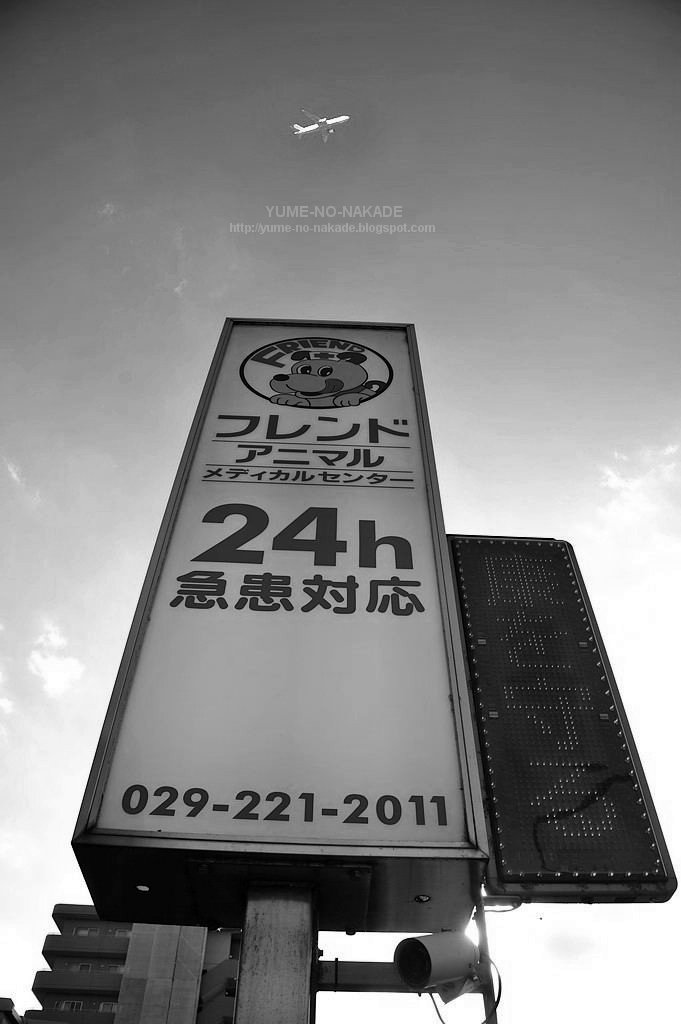 YUME-NO-NAKADE
http://yume-no-nakade.blogspot.com
FRIEND
フレンド
アニマル
メディカルセンター
24h
急患対応
029-221-2011